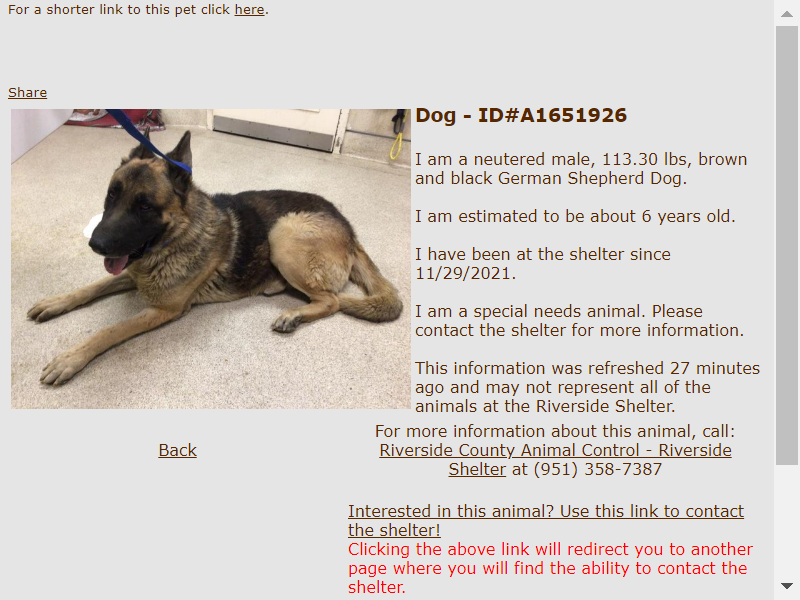 For a shorter link to this pet click here.
Share
Dog - ID#A1651926
I am a neutered male, 113.30 lbs, brown
and black German Shepherd Dog.
I am estimated to be about 6 years old.
I have been at the shelter since
11/29/2021.
I am a special needs animal. Please
contact the shelter for more information.
This information was refreshed 27 minutes
ago and may not represent all of the
animals at the Riverside Shelter.
Back
For more information about this animal, call:
Riverside County Animal Control - Riverside
Shelter at (951) 358-7387
Interested in this animal? Use this link to contact
the shelter!
Clicking the above link will redirect you to another
page where you will find the ability to contact the
shelter.